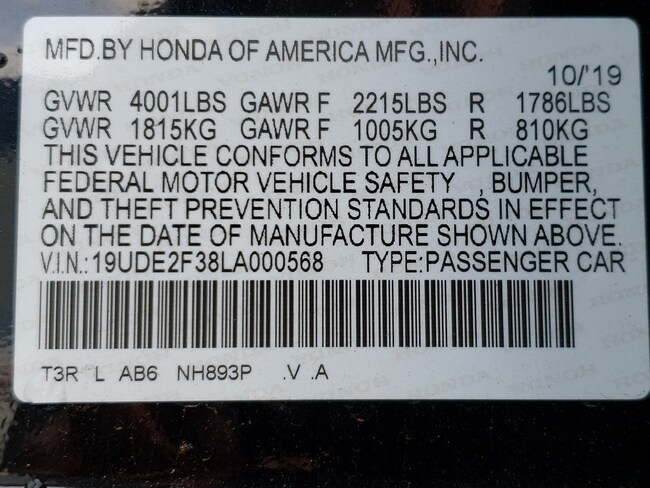 MFD.BY HONDA OF AMERICA MFG.,INC.
10/'19
GVWR 4001LBS GAWR F 2215LBS R 1786LBS
GVWR 1815KG GAWR F 1005KG R 810KG
THIS VEHICLE CONFORMS TO ALL APPLICABLE
FEDERAL MOTOR VEHICLE SAFETY , BUMPER,
AND THEFT PREVENTION STANDARDS IN EFFECT
ON THE DATE OF MANUFACTURE SHOWN ABOVE.
V.I.N.:19UDE2F38LA000568 TYPE:PASSENGER CAR
T3R L AB6 NH893P .V .A